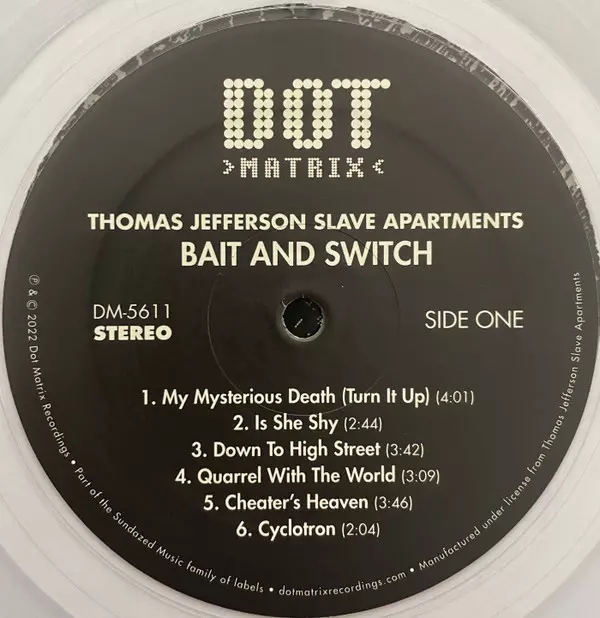 DOT
>MATRIX<
THOMAS JEFFERSON SLAVE APARTMENTS
BAIT AND SWITCH
DM-5611
STEREO
SIDE ONE
1. My Mysterious Death (Turn It Up) (4:01)
2. Is She Shy (2:44)
3. Down To High Street (3:42)
4. Quarrel With The World (3:09)
5. Cheater's Heaven (3:46)
6. Cyclotron (2:04)
℗ & © 2022 Dot Matrix Recordings • Part of the Sundazed Music family of labels • dotmatrixrecordings.com • Manufactured under license from Thomas Jefferson Slave Apartments